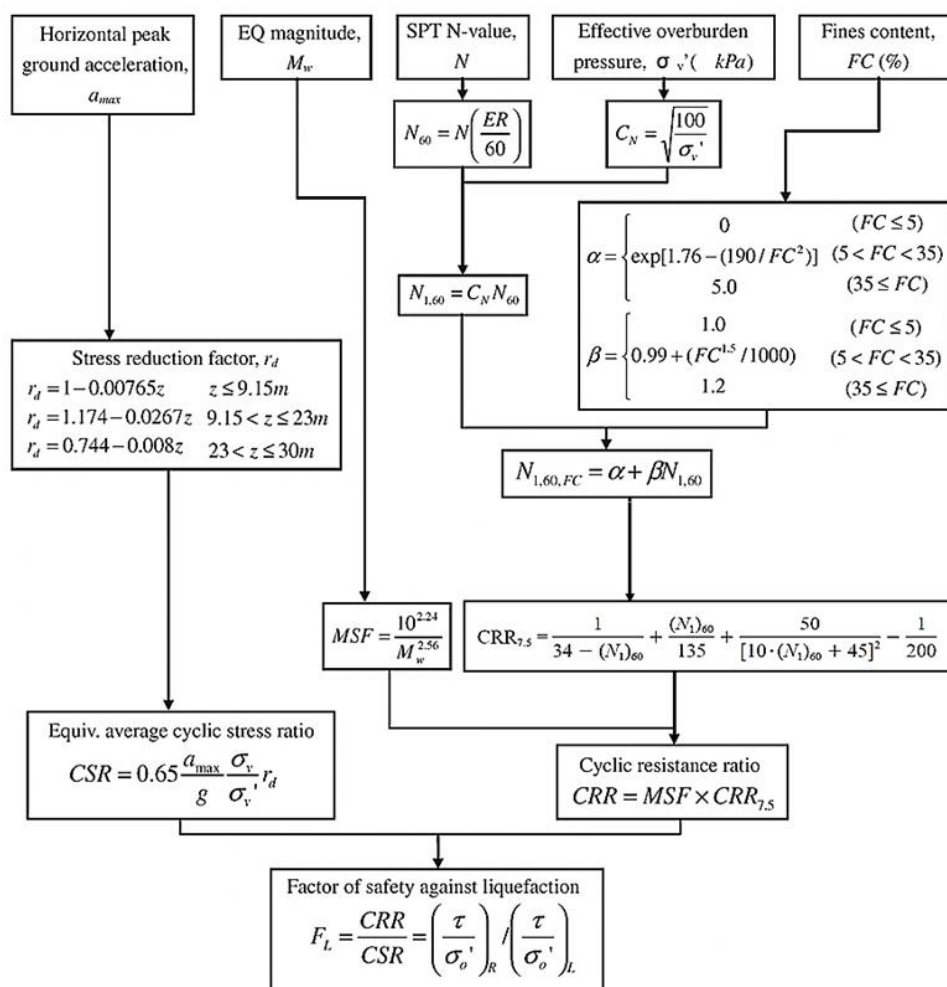 Horizontal peak
ground acceleration,
a_max
EQ magnitude,
M_w
SPT N-value,
N
Effective overburden
pressure, σ v'( kPa)
Fines content,
FC (%)
N_60 = N(ER/60)
C_N = √(100/σ_v')
α = { 0 (FC ≤ 5)
exp[1.76 − (190 / FC^2)] (5 < FC < 35)
5.0 (35 ≤ FC)
β = { 1.0 (FC ≤ 5)
0.99 + (FC^1.5 / 1000) (5 < FC < 35)
1.2 (35 ≤ FC)
N_1,60 = C_N N_60
Stress reduction factor, r_d
r_d = 1 − 0.00765z z ≤ 9.15m
r_d = 1.174 − 0.0267z 9.15 < z ≤ 23m
r_d = 0.744 − 0.008z 23 < z ≤ 30m
N_1,60,FC = α + βN_1,60
MSF = 10^2.24 / M_w^2.56
CRR_7.5 = 1/(34 − (N_1)_60) + (N_1)_60/135 + 50/[10·(N_1)_60 + 45]^2 − 1/200
Equiv. average cyclic stress ratio
CSR = 0.65 (a_max/g) (σ_v/σ_v') r_d
Cyclic resistance ratio
CRR = MSF × CRR_7.5
Factor of safety against liquefaction
F_L = CRR/CSR = (τ/σ_o')_R / (τ/σ_o')_L